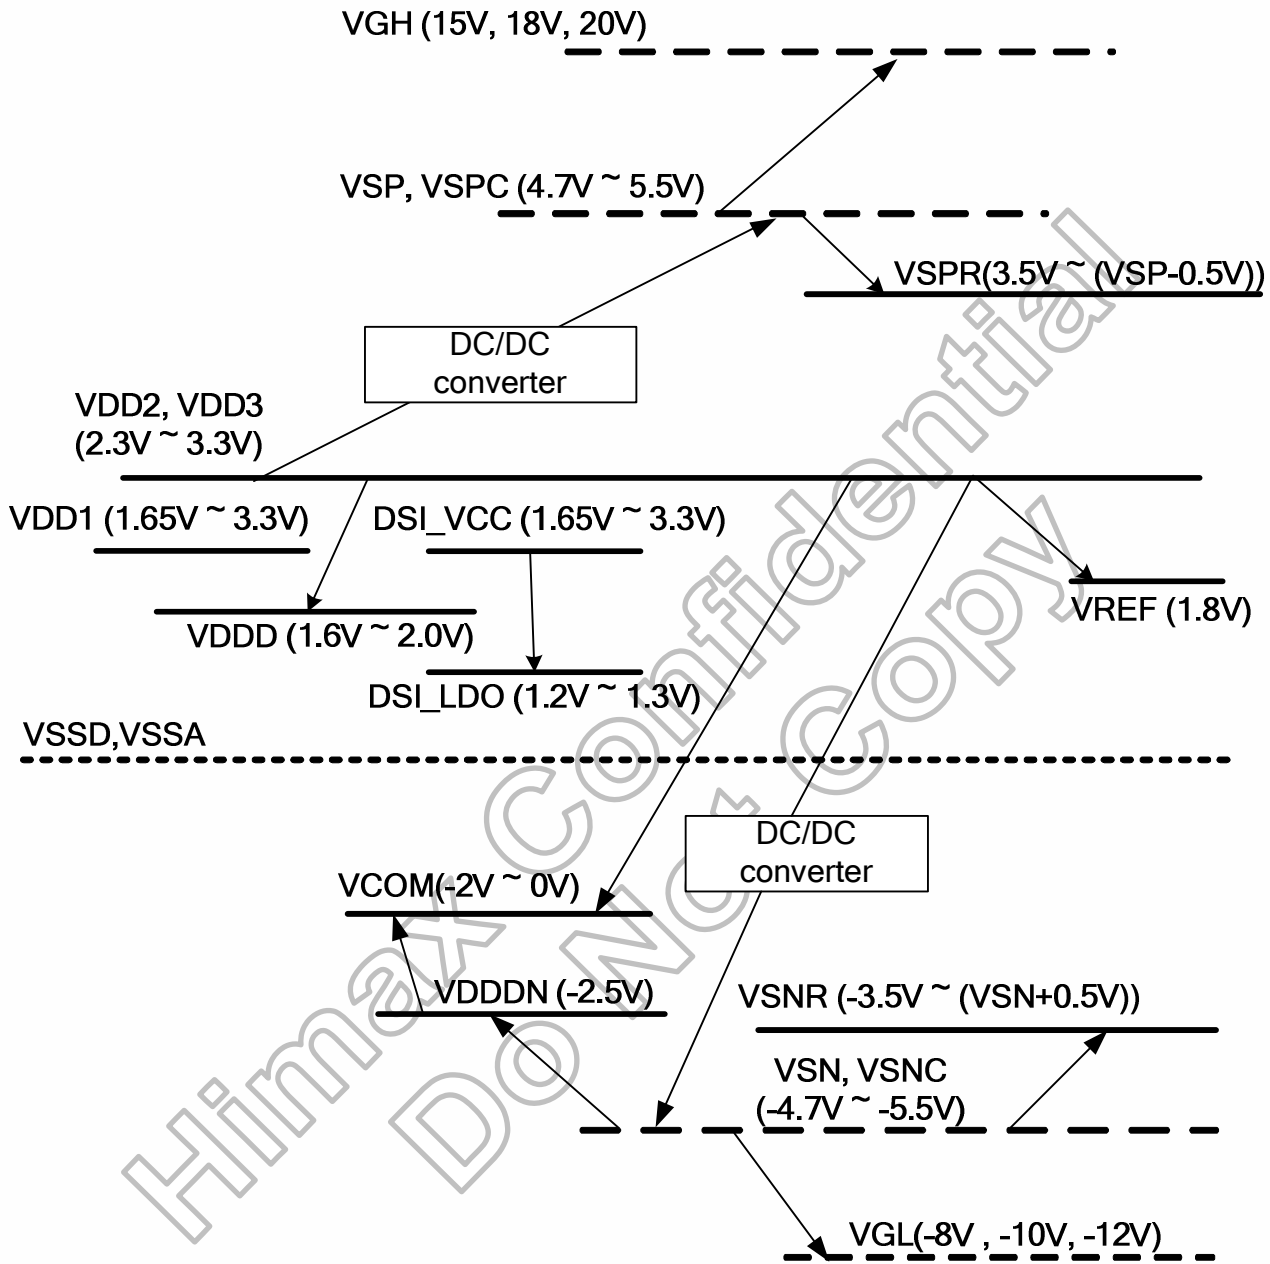 VGH (15V, 18V, 20V)
VSP, VSPC (4.7V ~ 5.5V)
VSPR(3.5V ~ (VSP-0.5V))
DC/DC
converter
VDD2, VDD3
(2.3V ~ 3.3V)
VDD1 (1.65V ~ 3.3V)
DSI_VCC (1.65V ~ 3.3V)
VREF (1.8V)
VDDD (1.6V ~ 2.0V)
DSI_LDO (1.2V ~ 1.3V)
VSSD,VSSA
DC/DC
converter
VCOM(-2V ~ 0V)
VDDDN (-2.5V)
VSNR (-3.5V ~ (VSN+0.5V))
VSN, VSNC
(-4.7V ~ -5.5V)
VGL(-8V , -10V, -12V)
Himax Confidential
Do Not Copy